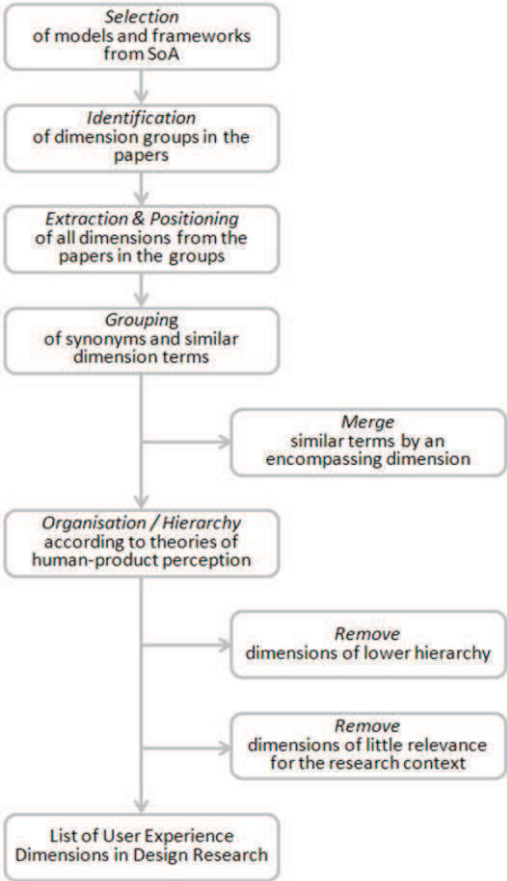 Selection
of models and frameworks
from SoA
Identification
of dimension groups in the
papers
Extraction & Positioning
of all dimensions from the
papers in the groups
Grouping
of synonyms and similar
dimension terms
Merge
similar terms by an
encompassing dimension
Organisation / Hierarchy
according to theories of
human-product perception
Remove
dimensions of lower hierarchy
Remove
dimensions of little relevance
for the research context
List of User Experience
Dimensions in Design Research